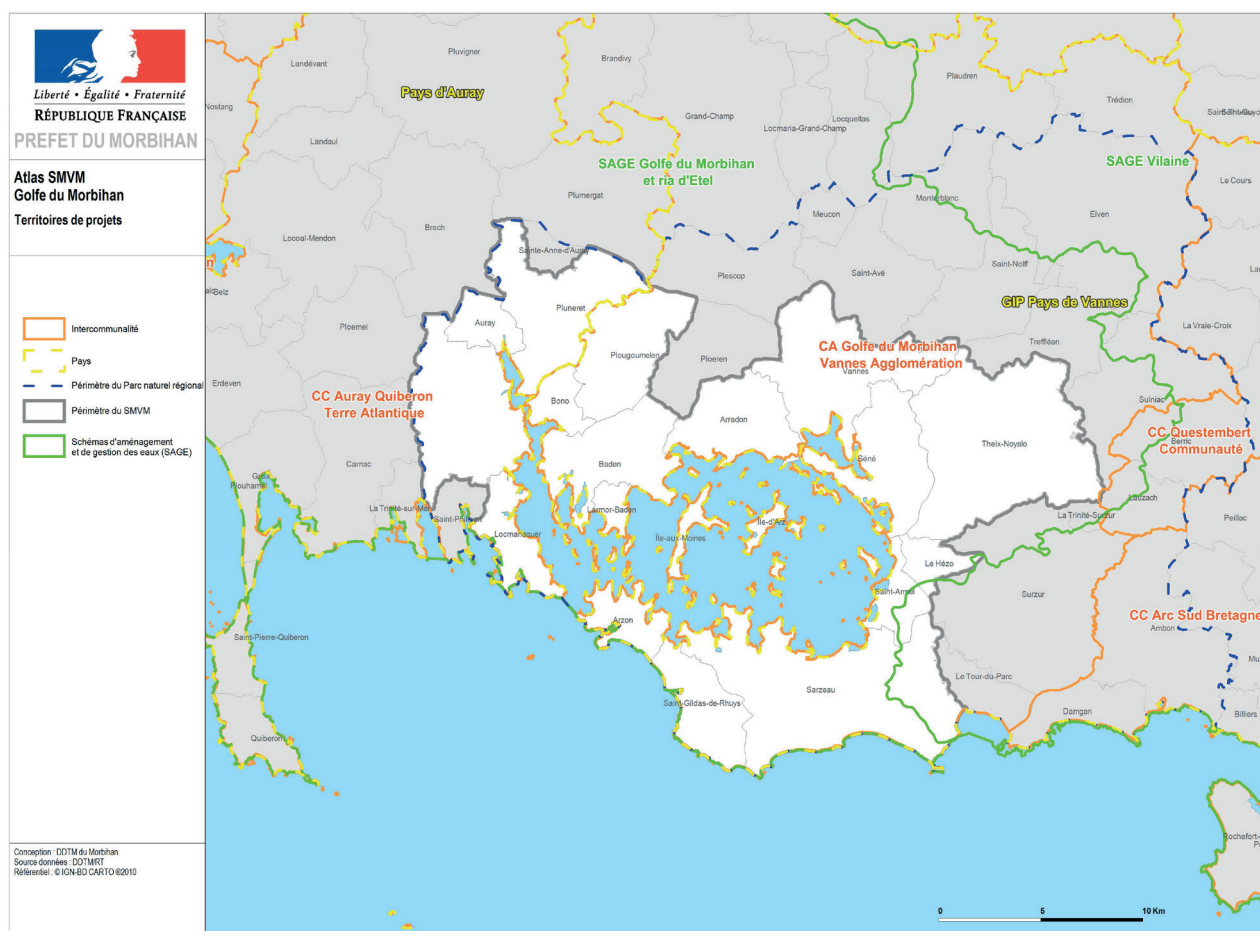 Liberté • Égalité • Fraternité
RÉPUBLIQUE FRANÇAISE
PREFET DU MORBIHAN
Atlas SMVM
Golfe du Morbihan
Territoires de projets
Intercommunalité
Pays
Périmètre du Parc naturel régional
Périmètre du SMVM
Schémas d'aménagement
et de gestion des eaux (SAGE)
Conception : DDTM du Morbihan
Source données : DDTM/RT
Référentiel : © IGN-BD CARTO ©2010
Landévant
Pluvigner
Brandivy
Plaudren
Trédion
Nostang
Pays d'Auray
Grand-Champ
Locmaria-Grand-Champ
Locqueltas
Landaul
SAGE Golfe du Morbihan
et ria d'Etel
SAGE Vilaine
Le Cours
Plumergat
Monterblanc
Meucon
Elven
Brech
Locoal-Mendon
Sainte-Anne-d'Auray
Plescop
Saint-Avé
Saint-Nolff
Belz
GIP Pays de Vannes
Ploemel
Auray
Pluneret
Plougoumelen
Ploeren
La Vraie-Croix
Treffléan
CA Golfe du Morbihan
Vannes Agglomération
Vannes
Erdeven
CC Auray Quiberon
Terre Atlantique
Bono
Arradon
Sulniac
CC Questembert
Communauté
Berric
Theix-Noyalo
Séné
Carnac
Baden
Plouharnel
Lauzach
La Trinité-sur-Mer
Saint-Philibert
Larmor-Baden
Île-d'Arz
La Trinité-Surzur
Peillac
Locmariaquer
Île-aux-Moines
Le Hézo
Saint-Armel
Surzur
CC Arc Sud Bretagne
Ambon
Arzon
Saint-Pierre-Quiberon
Le Tour-du-Parc
Sarzeau
Saint-Gildas-de-Rhuys
Damgan
Billiers
Quiberon
0 5 10 Km